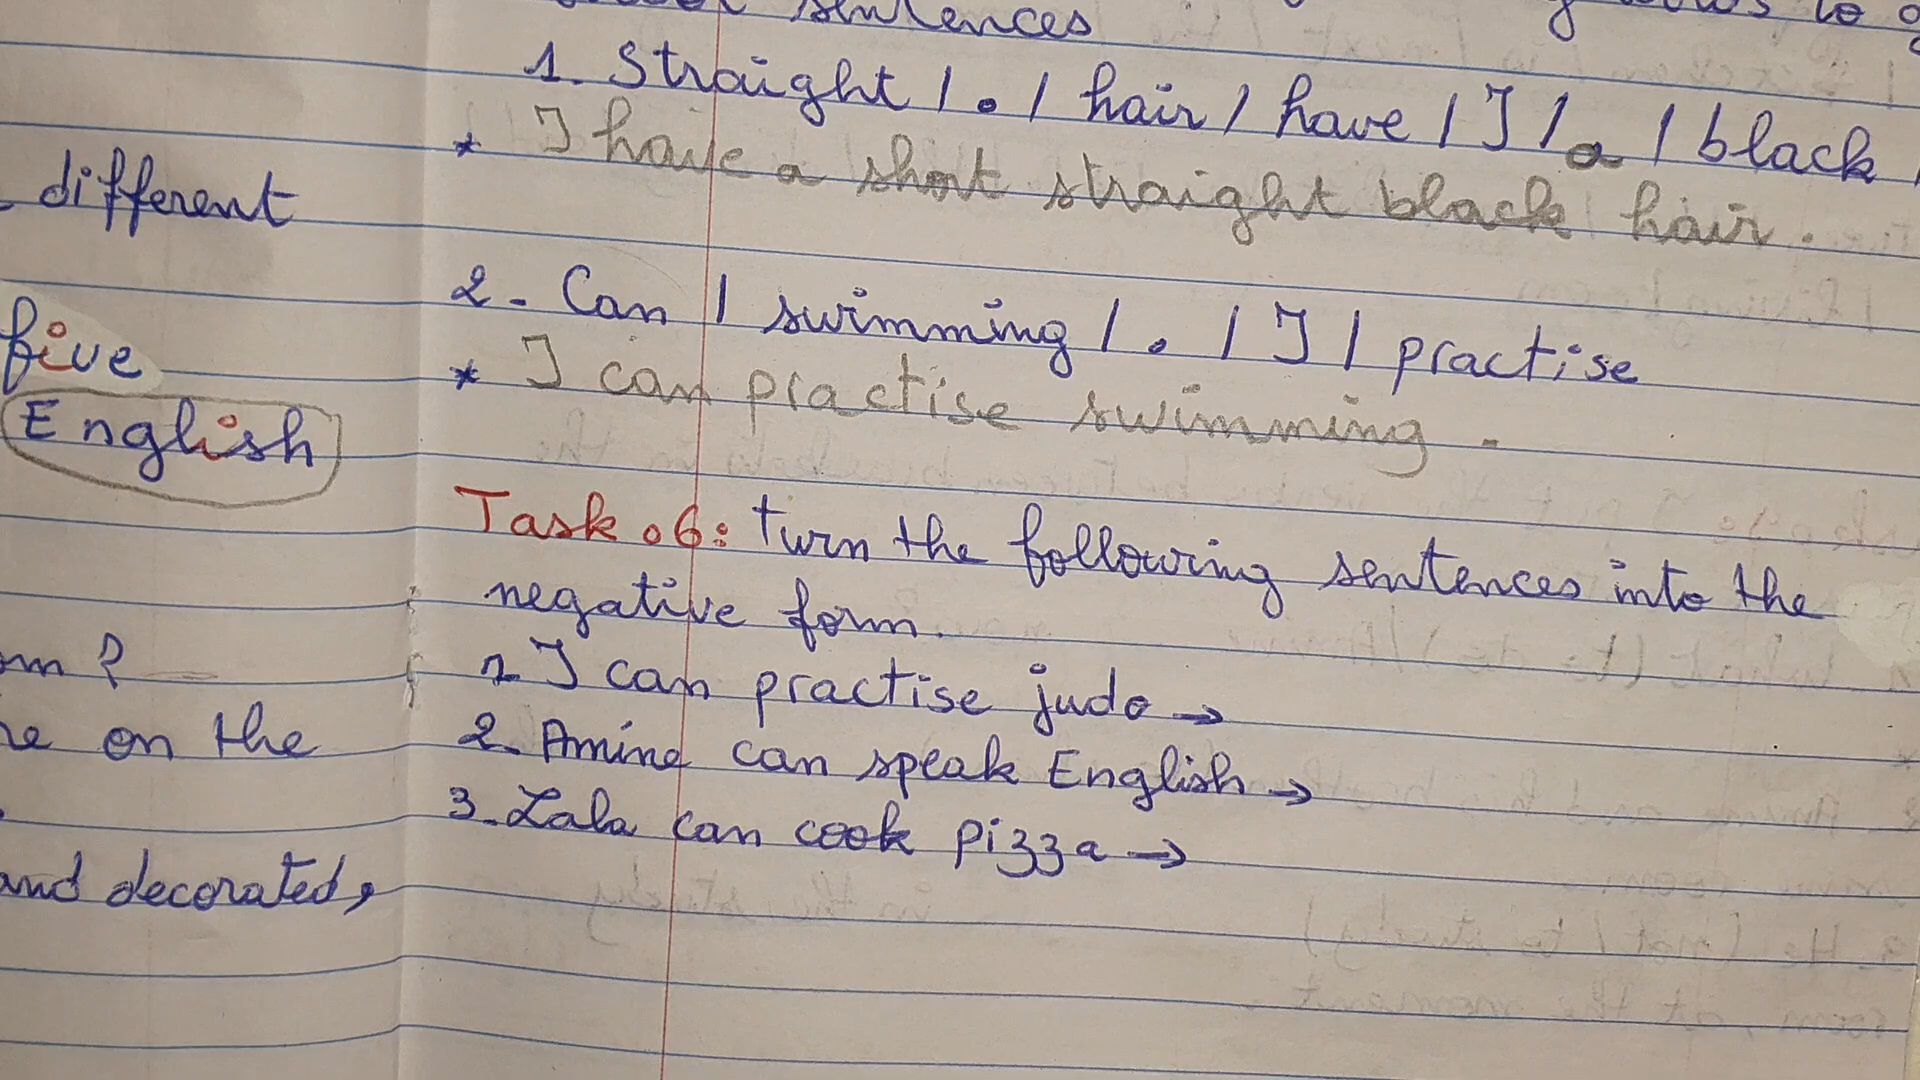 sentences
1. Straight / . / hair / have / I / a / black
* I have a short straight black hair.
2 - Can / swimming / . / I / practise
* I can practise swimming.
Task 06: Turn the following sentences into the
negative form.
1. I can practise judo →
2. Amine can speak English →
3. Lala can cook pizza →
different
five
English
?
on the
and decorated,